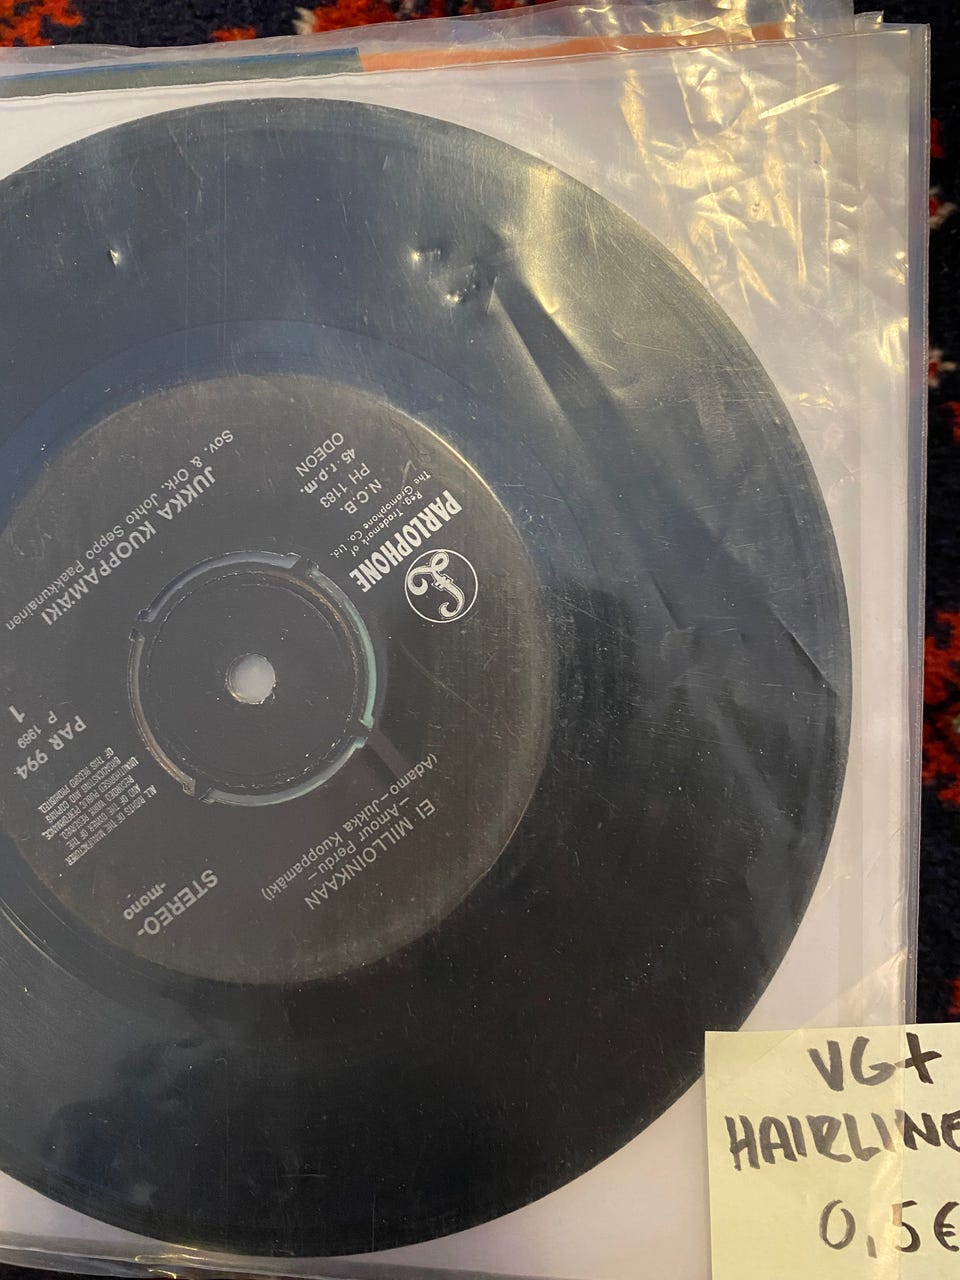 PARLOPHONE
Reg. Trademark of
The Gramophone Co. Ltd.
N.C.B.
PH 1183
45 r.p.m.
ODEON
EI MILLOINKAAN
—Amour Perdu—
(Adamo—Jukka Kuoppamäki)
STEREO-
-mono
ALL RIGHTS OF THE MANUFACTURER
AND OF THE OWNER OF THE
RECORDED WORK RESERVED.
UNAUTHORISED PUBLIC PERFORMANCE,
BROADCASTING AND COPYING
OF THIS RECORD PROHIBITED.
PAR 994.
P 1969
1
JUKKA KUOPPAMÄKI
Sov. & Ork. Johto Seppo Paakkunainen
VG+
HAIRLINE
0,5€